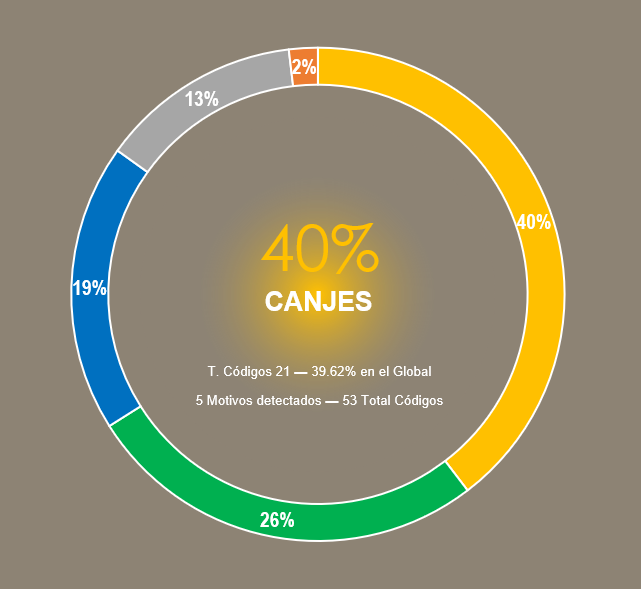 2%
13%
40%
40%
CANJES
19%
T. Códigos 21 — 39.62% en el Global
5 Motivos detectados — 53 Total Códigos
26%